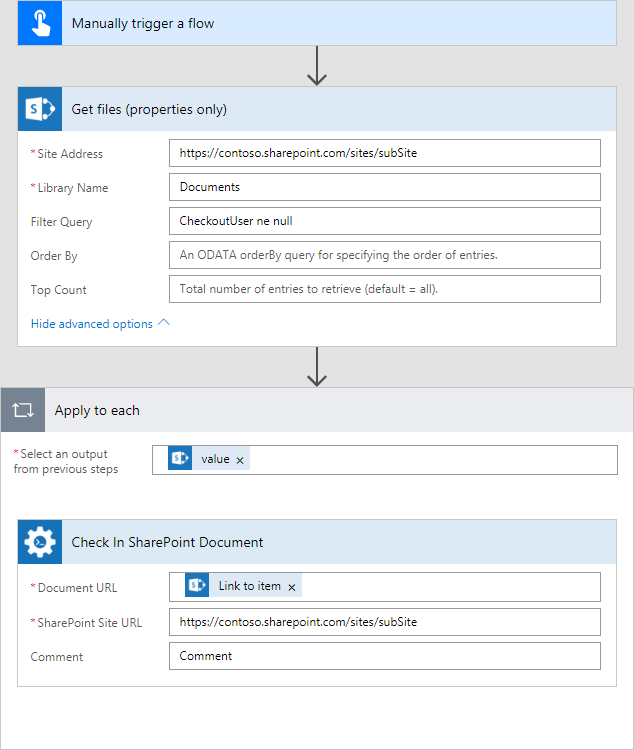 Manually trigger a flow
Get files (properties only)
* Site Address https://contoso.sharepoint.com/sites/subSite
* Library Name Documents
Filter Query CheckoutUser ne null
Order By An ODATA orderBy query for specifying the order of entries.
Top Count Total number of entries to retrieve (default = all).
Hide advanced options
Apply to each
* Select an output
from previous steps
value ×
Check In SharePoint Document
* Document URL Link to item ×
* SharePoint Site URL https://contoso.sharepoint.com/sites/subSite
Comment Comment